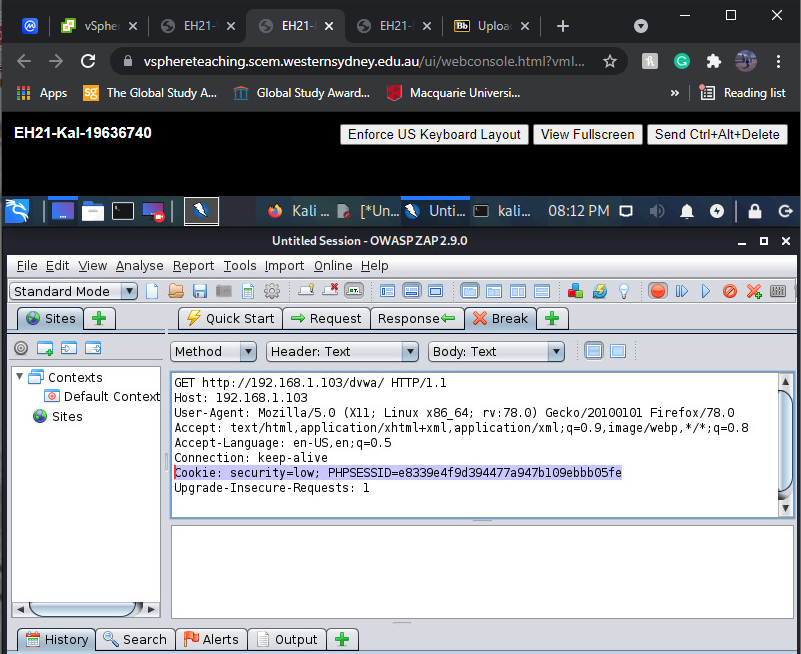 vSpher
EH21-
EH21-
EH21-
Bb Uploa
vsphereteaching.scem.westernsydney.edu.au/ui/webconsole.html?vml...
Apps SG The Global Study A... Global Study Award... Macquarie Universi... » Reading list
EH21-Kal-19636740
Enforce US Keyboard Layout View Fullscreen Send Ctrl+Alt+Delete
Kali ... [*Un... Unti... kali... 08:12 PM
Untitled Session - OWASP ZAP 2.9.0
File Edit View Analyse Report Tools Import Online Help
Standard Mode
Sites Quick Start Request Response Break
Method Header: Text Body: Text
Contexts
Default Context
Sites
GET http://192.168.1.103/dvwa/ HTTP/1.1
Host: 192.168.1.103
User-Agent: Mozilla/5.0 (X11; Linux x86_64; rv:78.0) Gecko/20100101 Firefox/78.0
Accept: text/html,application/xhtml+xml,application/xml;q=0.9,image/webp,*/*;q=0.8
Accept-Language: en-US,en;q=0.5
Connection: keep-alive
Cookie: security=low; PHPSESSID=e8339e4f9d394477a947b109ebbb05fe
Upgrade-Insecure-Requests: 1
History Search Alerts Output